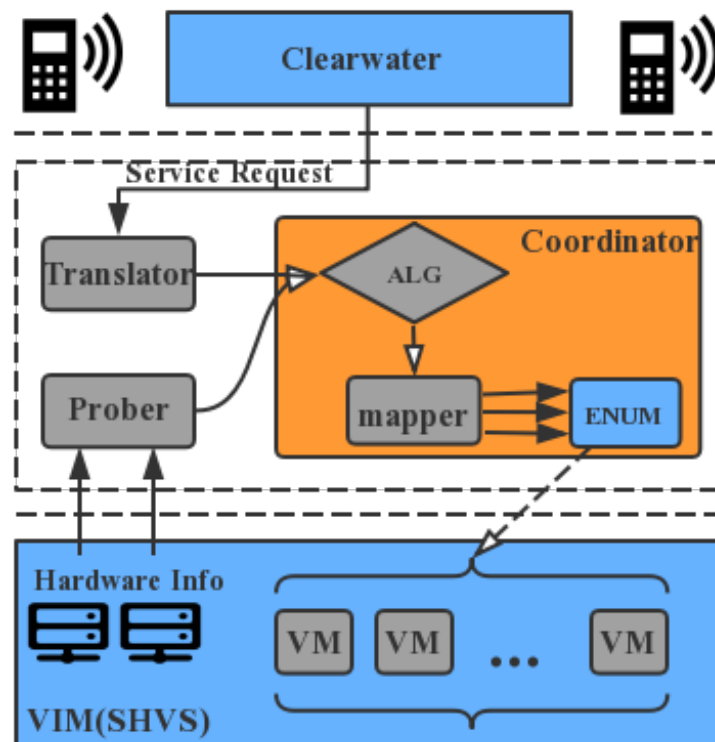 Clearwater
Service Request
Coordinator
Translator
ALG
Prober
mapper
ENUM
Hardware Info
VM
VM
...
VM
VIM(SHVS)